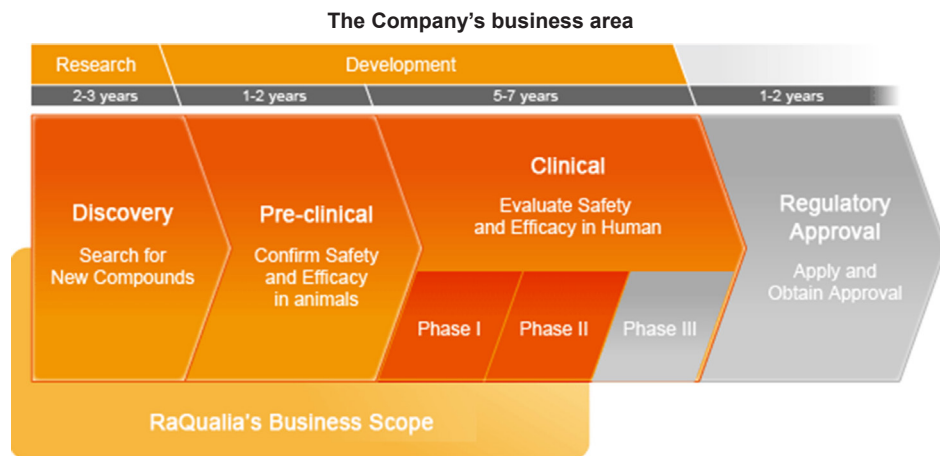 The Company's business area
Research
Development
2-3 years
1-2 years
5-7 years
1-2 years
Discovery
Search for
New Compounds
Pre-clinical
Confirm Safety
and Efficacy
in animals
Clinical
Evaluate Safety
and Efficacy in Human
Phase I
Phase II
Phase III
Regulatory
Approval
Apply and
Obtain Approval
RaQualia's Business Scope